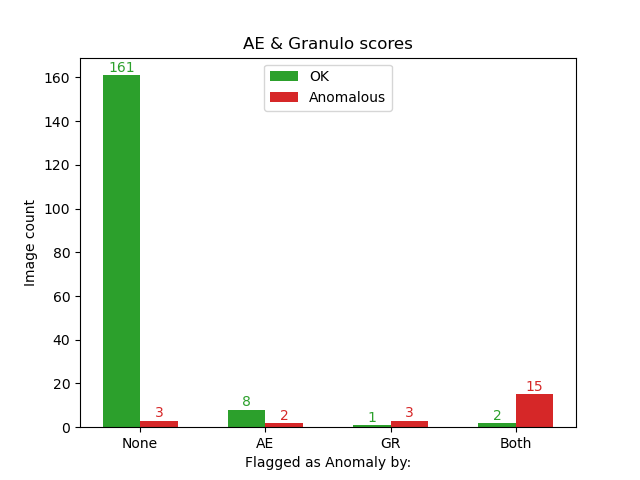 AE & Granulo scores
OK
Anomalous
Image count
160
140
120
100
80
60
40
20
0
161
3
8
2
1
3
2
15
None
AE
GR
Both
Flagged as Anomaly by: